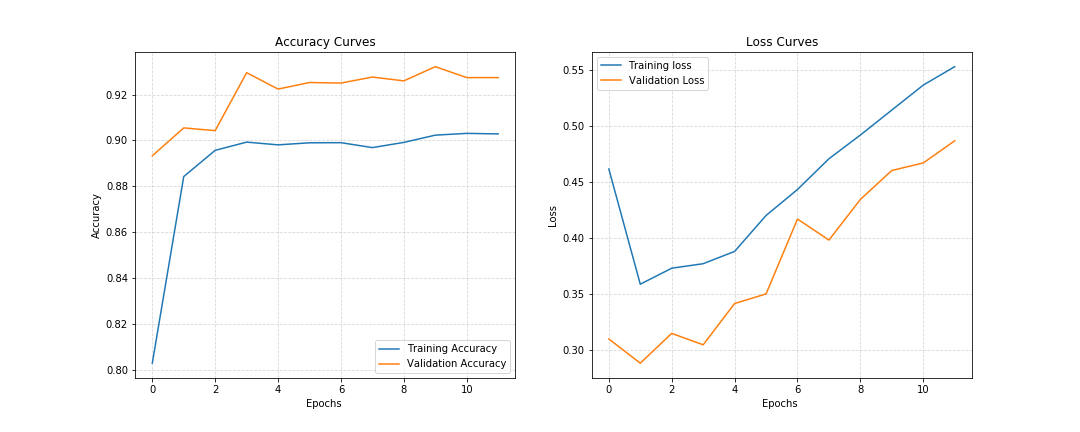 Accuracy Curves
0.92
0.90
0.88
0.86
0.84
0.82
0.80
Accuracy
0 2 4 6 8 10
Epochs
Training Accuracy
Validation Accuracy
Loss Curves
Training loss
Validation Loss
0.55
0.50
0.45
0.40
0.35
0.30
Loss
0 2 4 6 8 10
Epochs